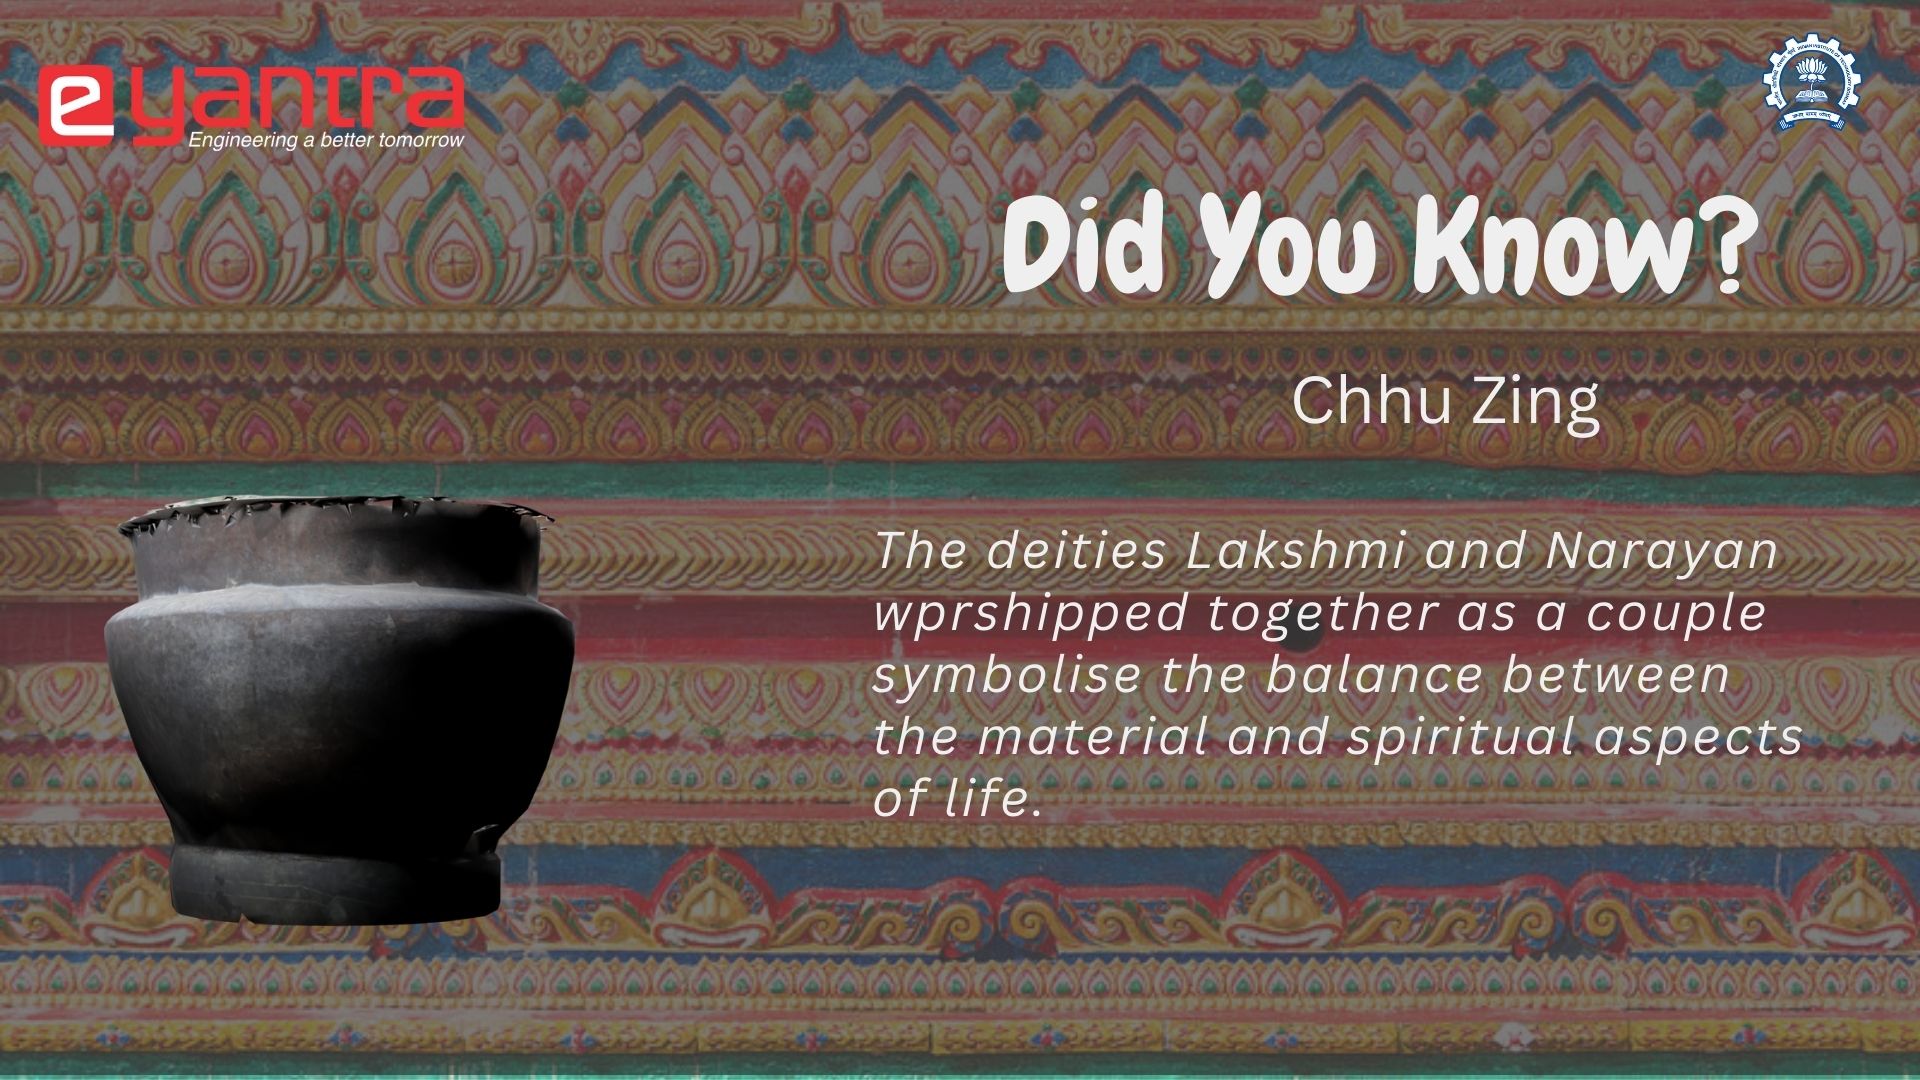 e yantra
Engineering a better tomorrow
Did You Know?
Chhu Zing
The deities Lakshmi and Narayan
wprshipped together as a couple
symbolise the balance between
the material and spiritual aspects
of life.